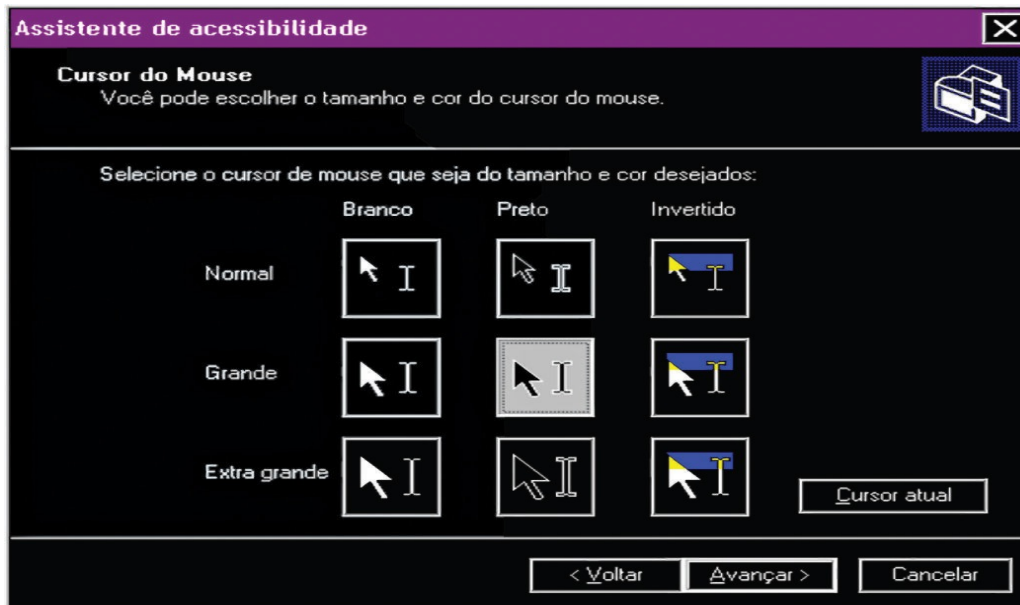 Assistente de acessibilidade
Cursor do Mouse
Você pode escolher o tamanho e cor do cursor do mouse.
Selecione o cursor de mouse que seja do tamanho e cor desejados:
Branco Preto Invertido
Normal
Grande
Extra grande
Cursor atual
< Voltar Avançar > Cancelar